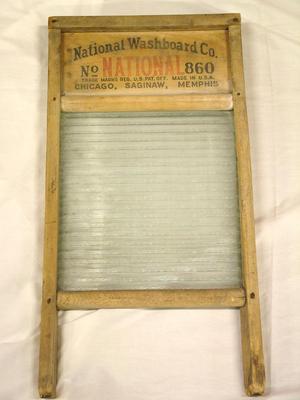 National Washboard Co.
No NATIONAL 860
TRADE MARKS REG. U.S. PAT. OFF. MADE IN U.S.A.
CHICAGO, SAGINAW, MEMPHIS